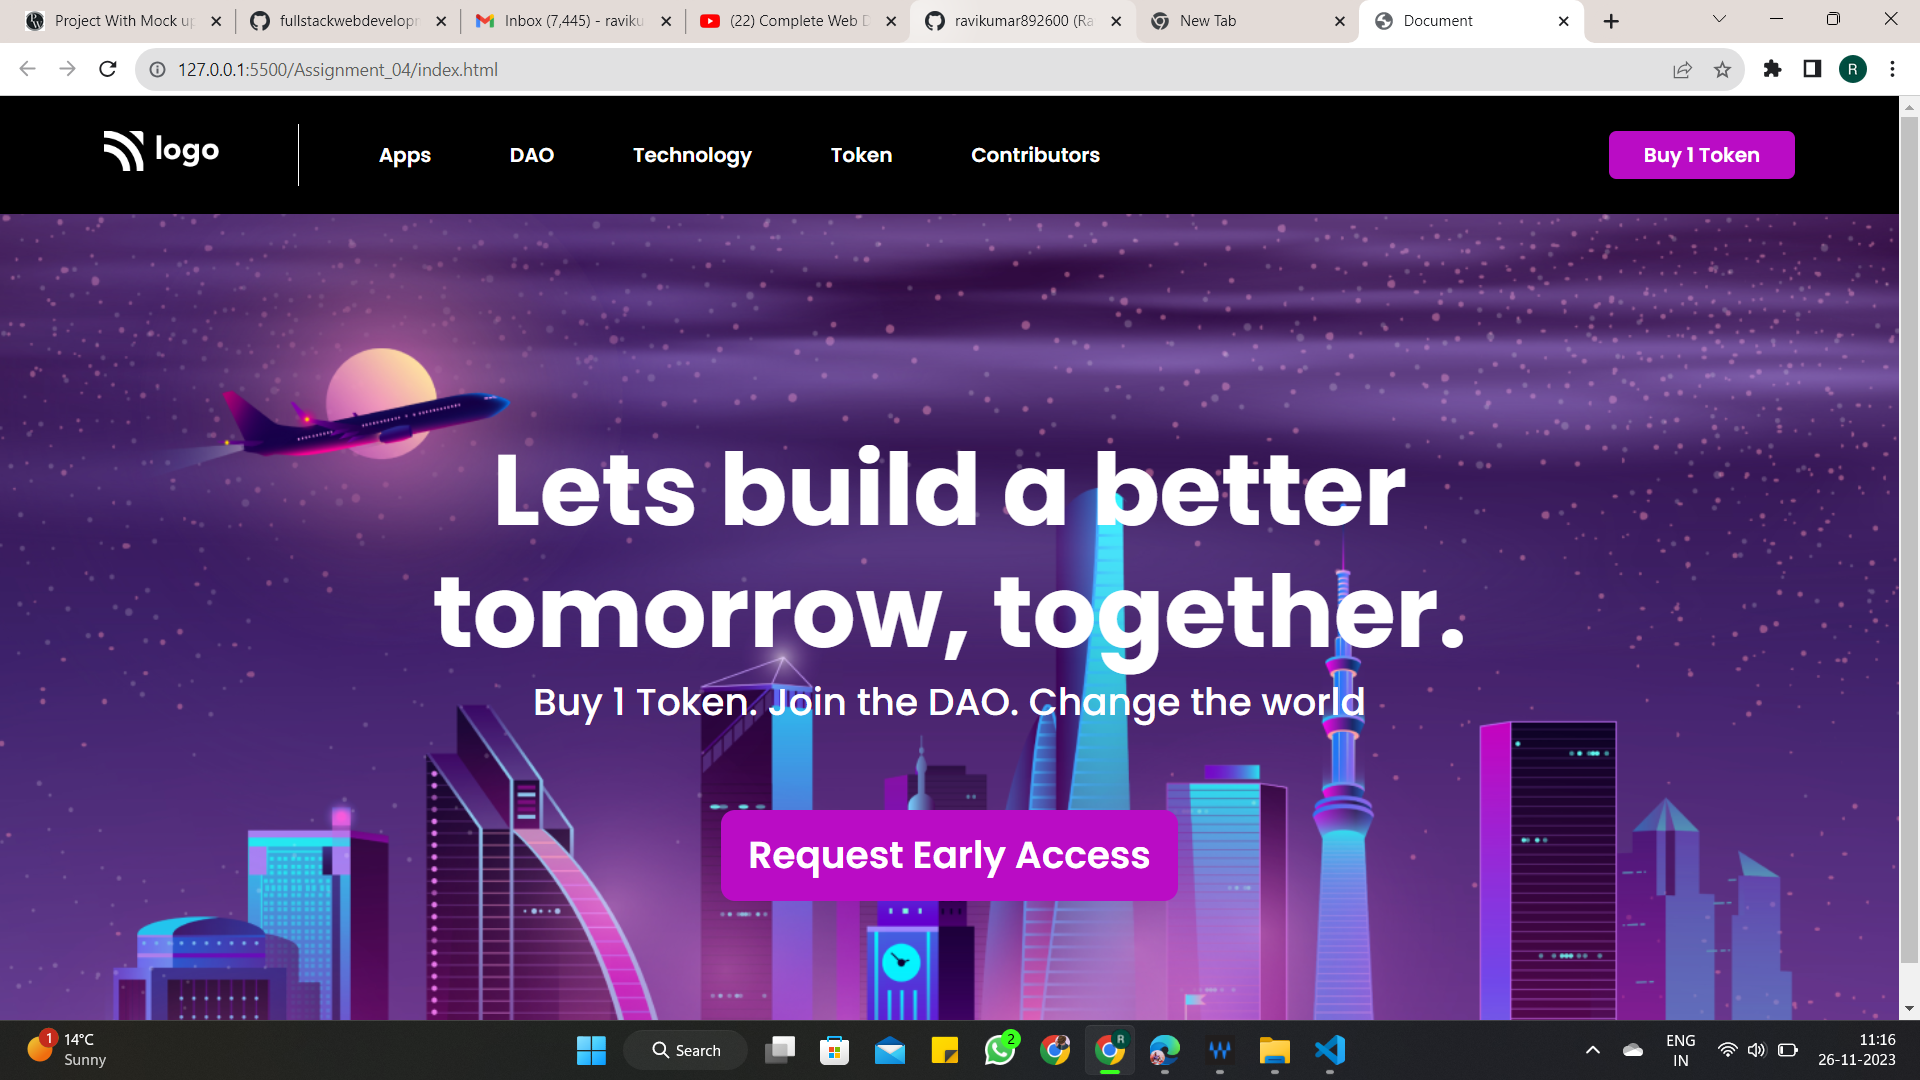 Project With Mock up
fullstackwebdevelopm
Inbox (7,445) - raviku
(22) Complete Web D
ravikumar892600 (Ra
New Tab
Document
127.0.0.1:5500/Assignment_04/index.html
R
logo
Apps
DAO
Technology
Token
Contributors
Buy 1 Token
Lets build a better
tomorrow, together.
Buy 1 Token. Join the DAO. Change the world
Request Early Access
1
14°C
Sunny
Search
2
R
ENG
IN
11:16
26-11-2023